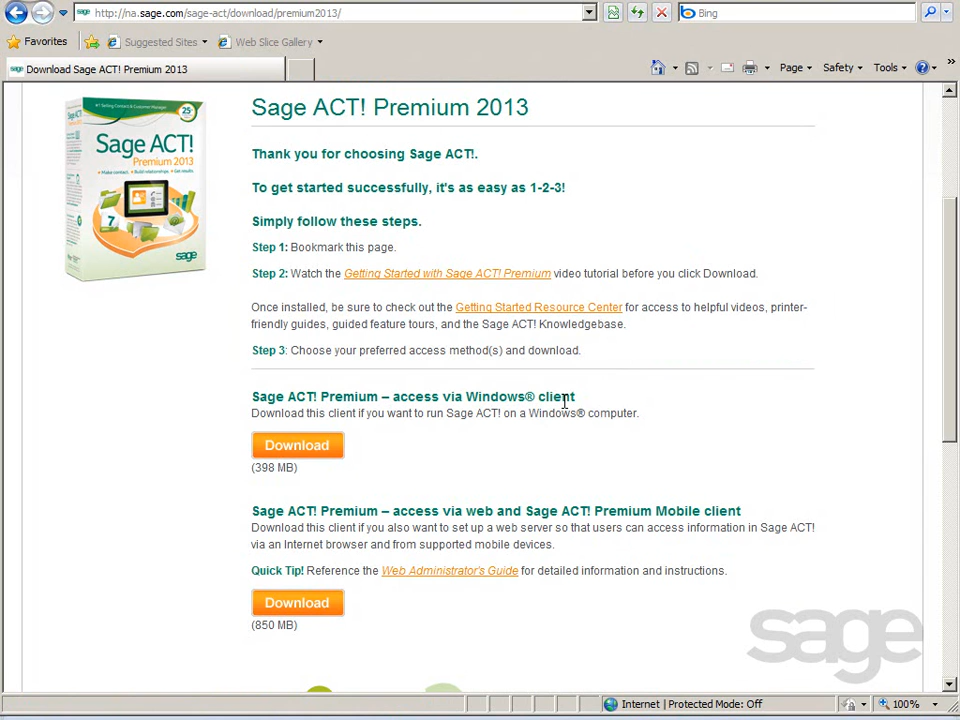 http://na.sage.com/sage-act/download/premium2013/
Bing
Favorites
Suggested Sites
Web Slice Gallery
Download Sage ACT! Premium 2013
Page
Safety
Tools
Sage ACT! Premium 2013
25
Sage ACT!
Premium 2013
sage
Thank you for choosing Sage ACT!.
To get started successfully, it's as easy as 1-2-3!
Simply follow these steps.
Step 1: Bookmark this page.
Step 2: Watch the Getting Started with Sage ACT! Premium video tutorial before you click Download.
Once installed, be sure to check out the Getting Started Resource Center for access to helpful videos, printer-
friendly guides, guided feature tours, and the Sage ACT! Knowledgebase.
Step 3: Choose your preferred access method(s) and download.
Sage ACT! Premium – access via Windows® client
Download this client if you want to run Sage ACT! on a Windows® computer.
Download
(398 MB)
Sage ACT! Premium – access via web and Sage ACT! Premium Mobile client
Download this client if you also want to set up a web server so that users can access information in Sage ACT!
via an Internet browser and from supported mobile devices.
Quick Tip! Reference the Web Administrator's Guide for detailed information and instructions.
Download
(850 MB)
sage
Internet | Protected Mode: Off
100%